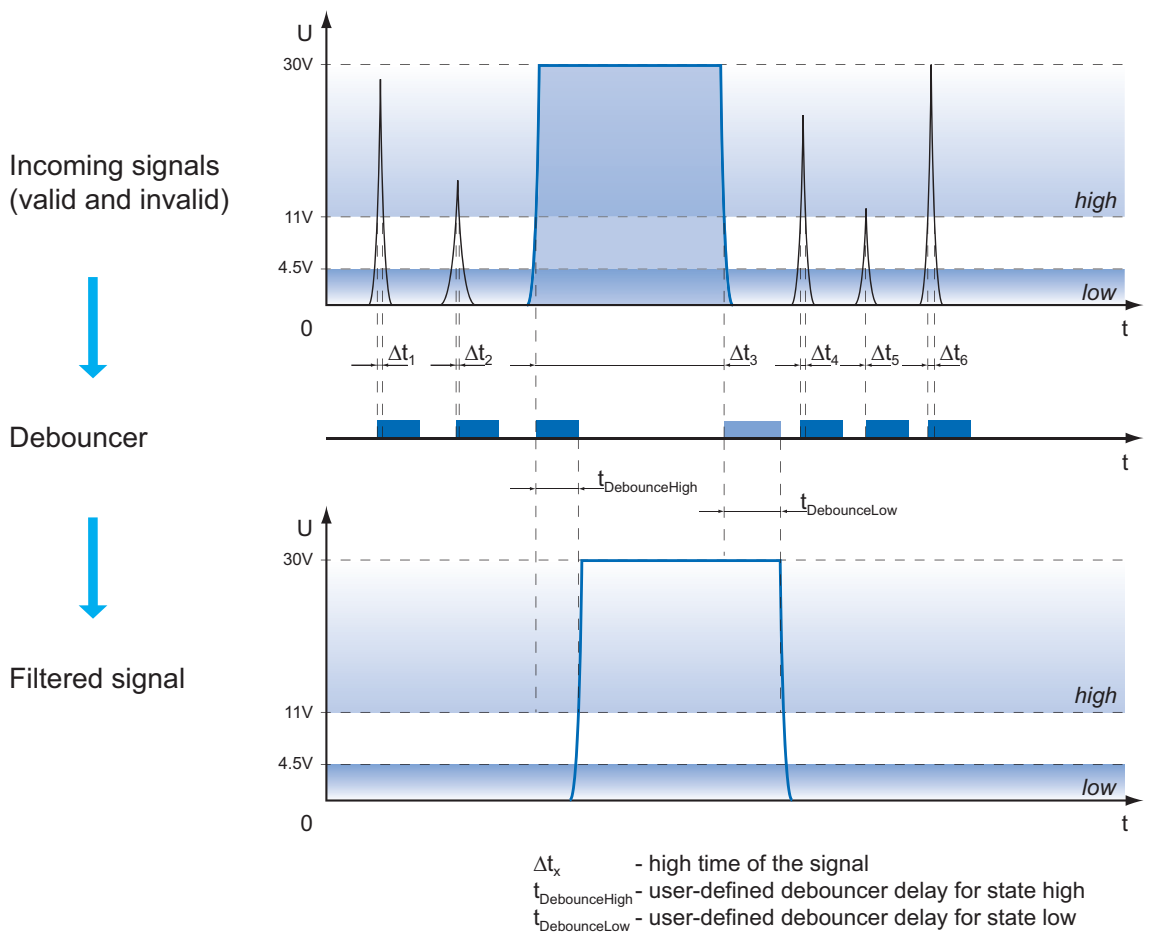 U
30V
Incoming signals
(valid and invalid)
high
11V
4.5V
low
0
t
Δt1
Δt2
Δt3
Δt4
Δt5
Δt6
Debouncer
t
tDebounceHigh
tDebounceLow
U
30V
Filtered signal
high
11V
4.5V
low
0
t
Δtx - high time of the signal
tDebounceHigh - user-defined debouncer delay for state high
tDebounceLow - user-defined debouncer delay for state low